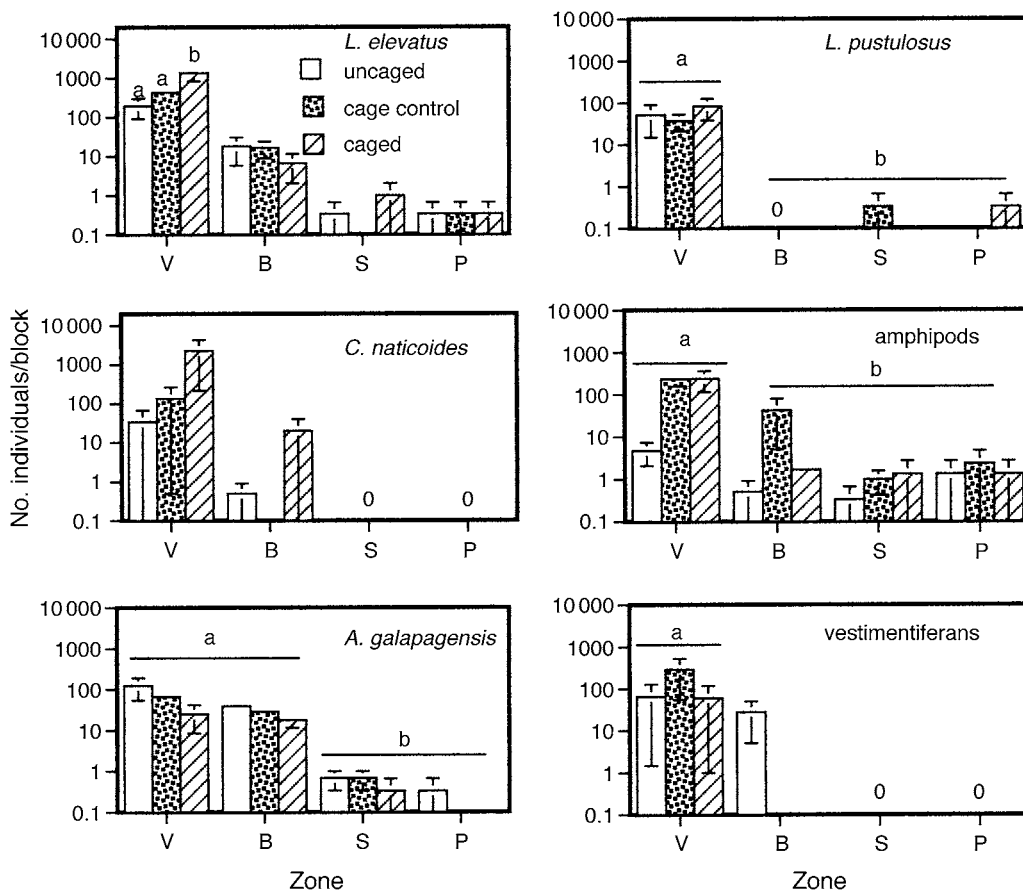 10 000
1000
100
10
1
0.1
a a b
L. elevatus
uncaged
cage control
caged
V B S P
10 000
1000
100
10
1
0.1
L. pustulosus
a
b
0
V B S P
No. individuals/block
10 000
1000
100
10
1
0.1
C. naticoides
0 0
V B S P
10 000
1000
100
10
1
0.1
amphipods
a
b
V B S P
10 000
1000
100
10
1
0.1
A. galapagensis
a
b
V B S P
Zone
10 000
1000
100
10
1
0.1
vestimentiferans
a
0 0
V B S P
Zone